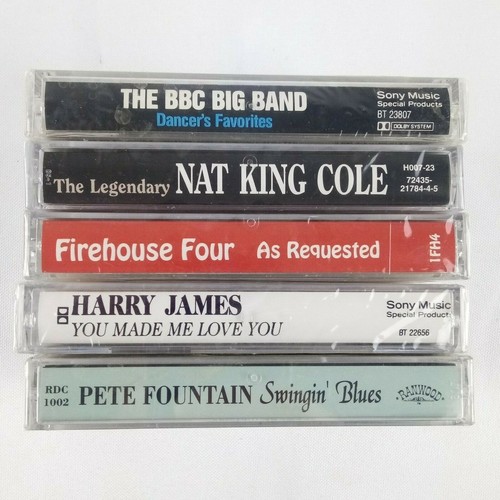 THE BBC BIG BAND
Dancer's Favorites
Sony Music
Special Products
BT 23807
DOLBY SYSTEM
The Legendary NAT KING COLE
H007-23
72435-
21784-4-5
Firehouse Four As Requested
1FH4
HARRY JAMES
YOU MADE ME LOVE YOU
Sony Music
Special Products
BT 22656
RDC
1002
PETE FOUNTAIN Swingin' Blues
RANWOOD